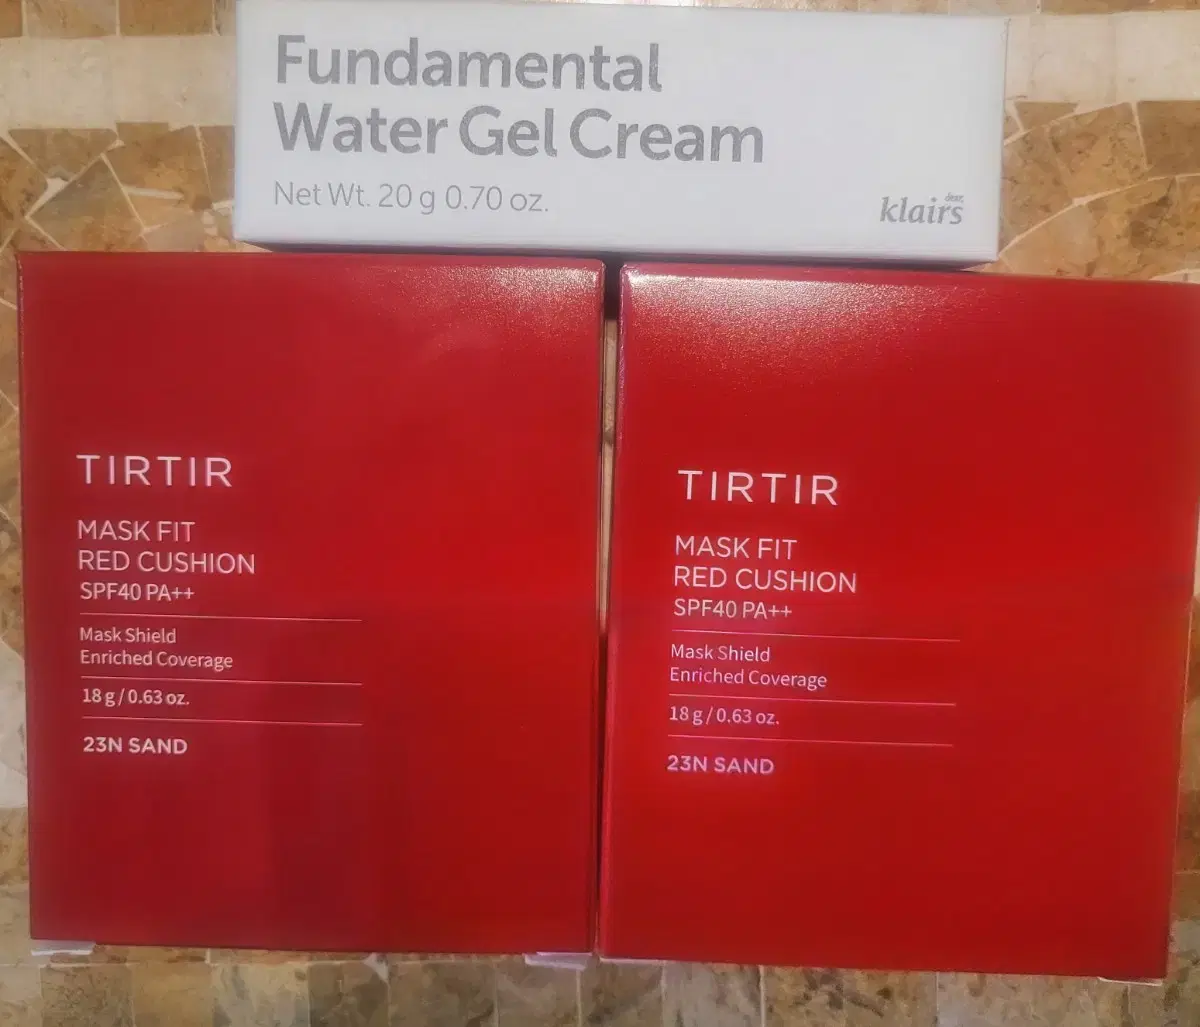 Fundamental
Water Gel Cream
Net Wt. 20 g 0.70 oz.
dear,
klairs
TIRTIR
MASK FIT
RED CUSHION
SPF40 PA++
Mask Shield
Enriched Coverage
18 g / 0.63 oz.
23N SAND
TIRTIR
MASK FIT
RED CUSHION
SPF40 PA++
Mask Shield
Enriched Coverage
18 g / 0.63 oz.
23N SAND